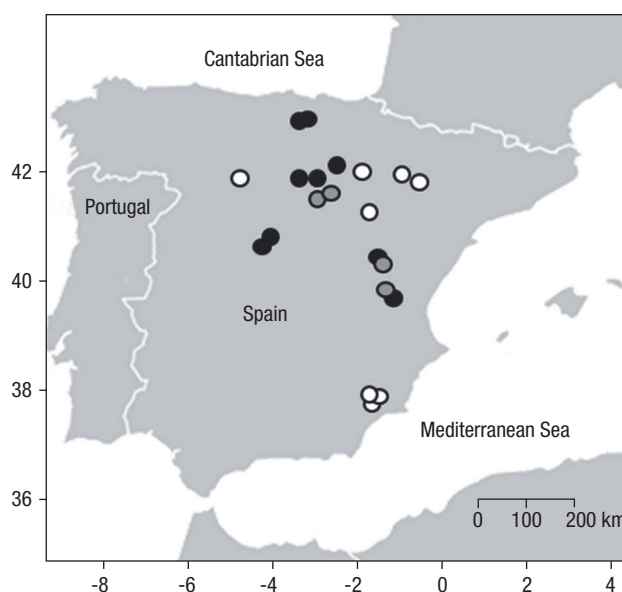 Cantabrian Sea
42
Portugal
40
Spain
38
Mediterranean Sea
36
0 100 200 km
-8 -6 -4 -2 0 2 4